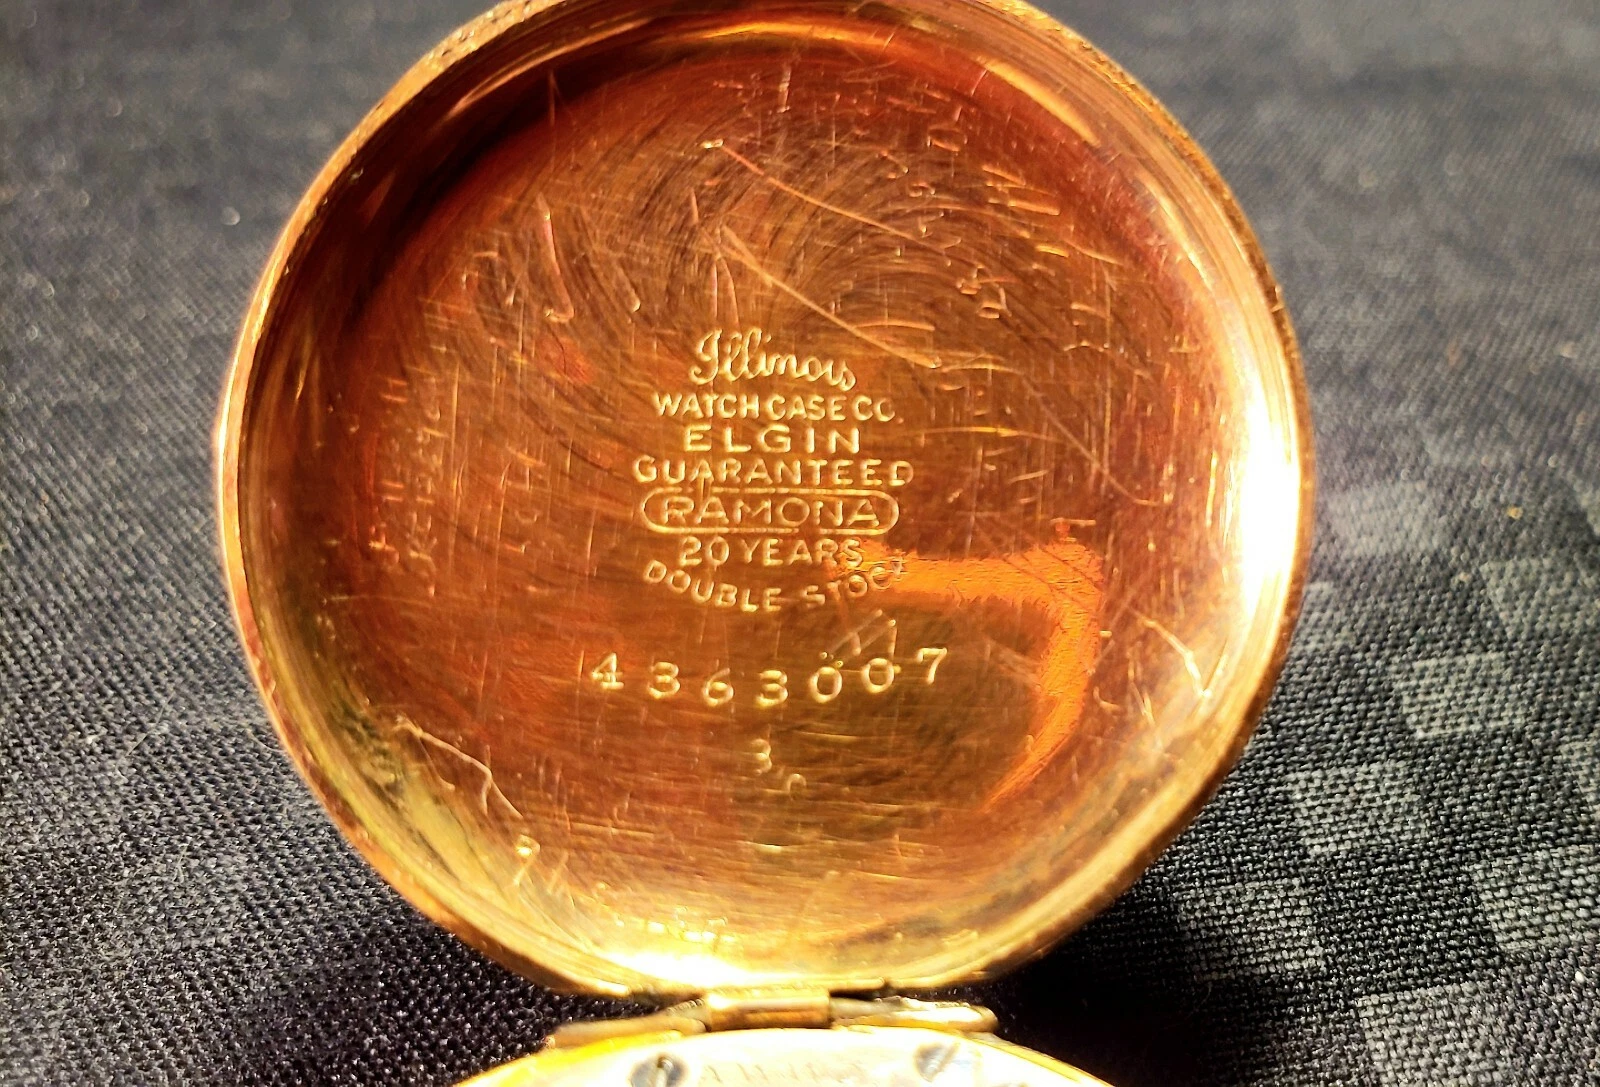 Illinois
WATCH CASE CO.
ELGIN
GUARANTEED
RAMONA
20 YEARS
DOUBLE STOCK
4363007